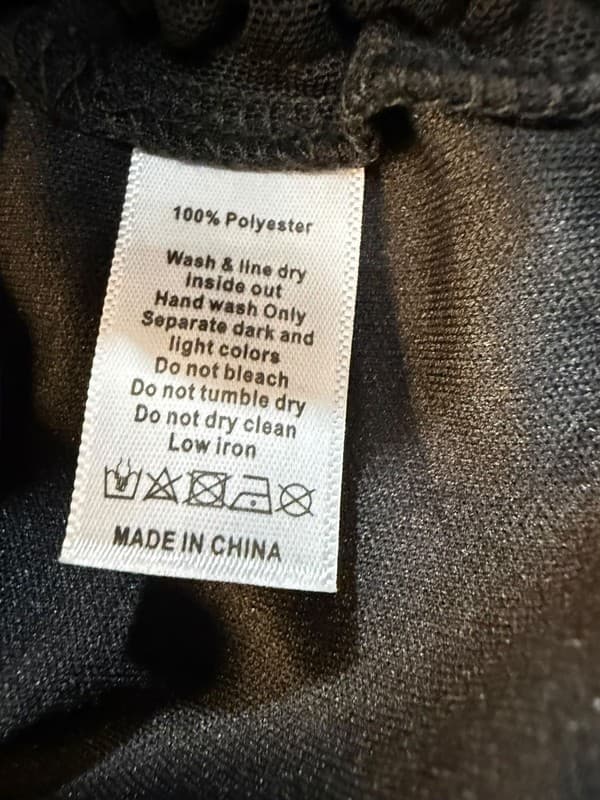 100% Polyester
Wash & line dry
inside out
Hand wash Only
Separate dark and
light colors
Do not bleach
Do not tumble dry
Do not dry clean
Low iron
MADE IN CHINA